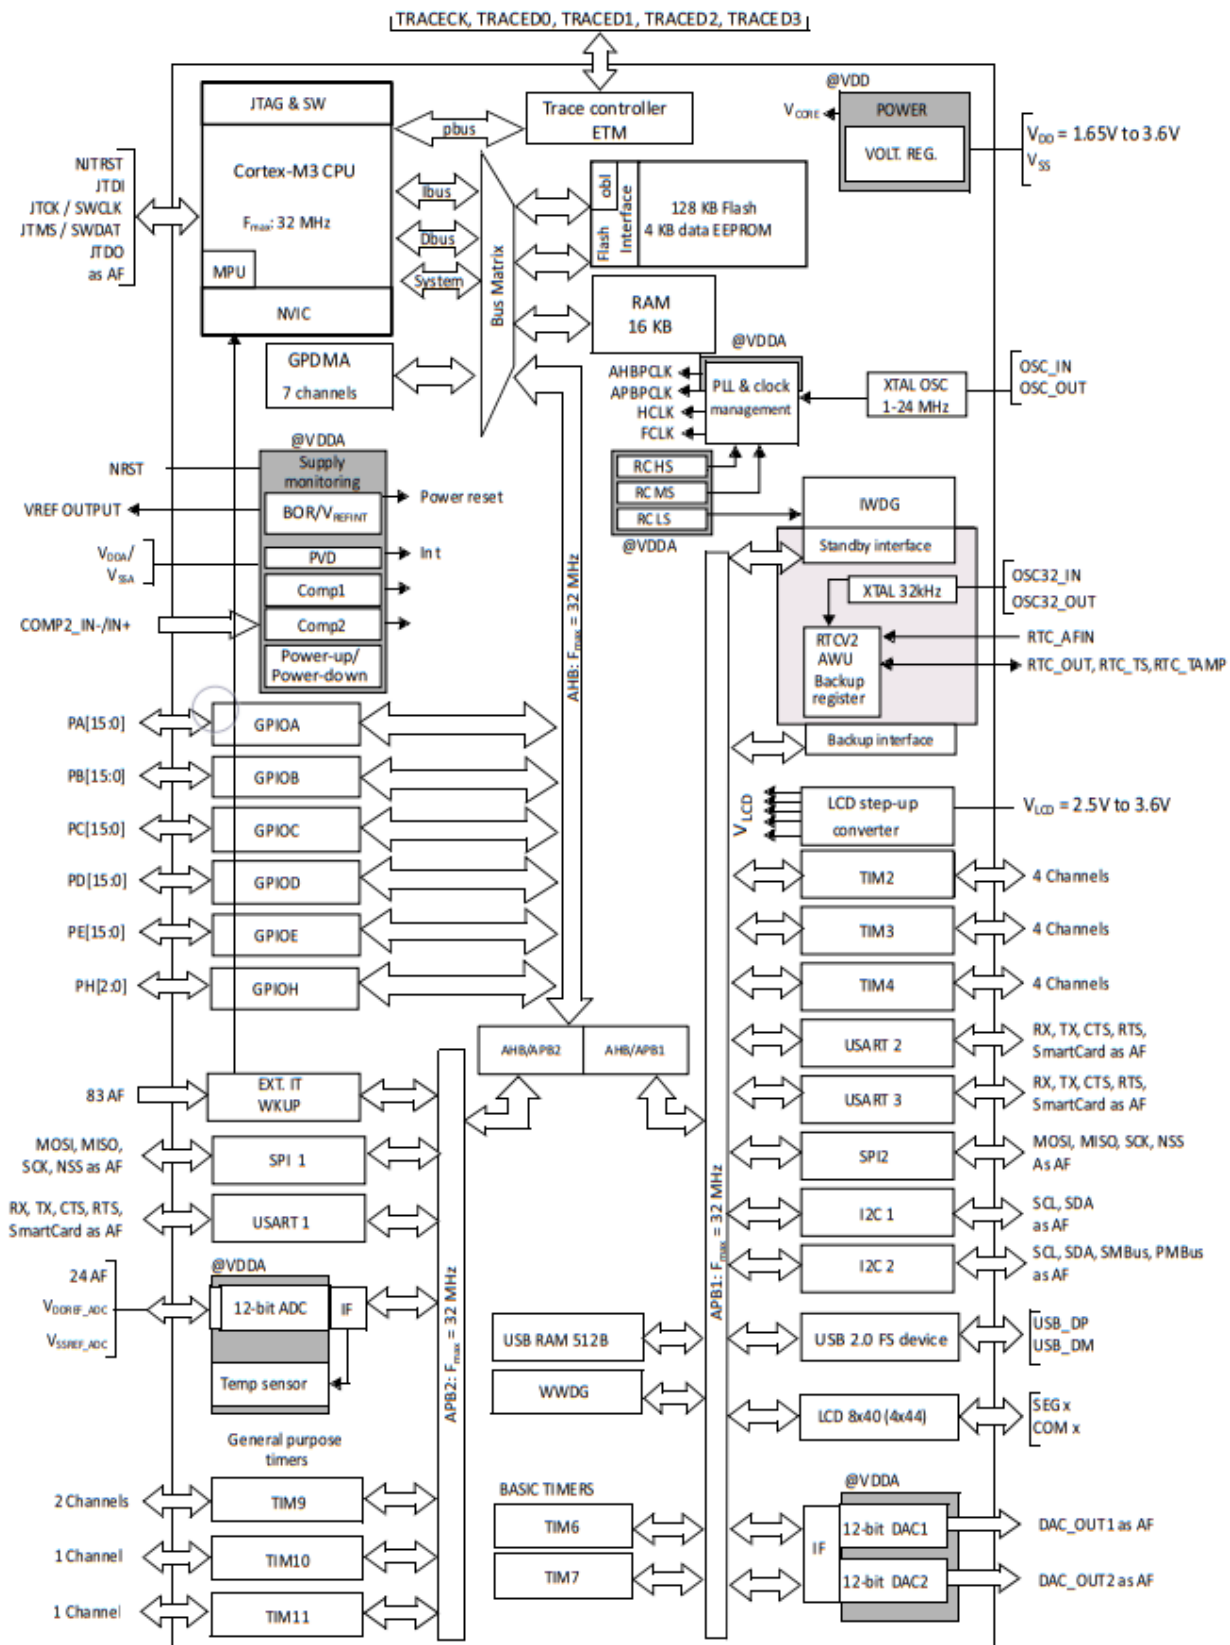 TRACECK, TRACED0, TRACED1, TRACED2, TRACED3
JTAG & SW
Cortex-M3 CPU
Fmax: 32 MHz
MPU
NVIC
NJTRST
JTDI
JTCK / SWCLK
JTMS / SWDAT
JTDO
as AF
pbus
Trace controller
ETM
Ibus
Dbus
System
Bus Matrix
obl
Flash
Interface
128 KB Flash
4 KB data EEPROM
RAM
16 KB
@VDD
VCORE
POWER
VOLT. REG.
VDD = 1.65V to 3.6V
VSS
GPDMA
7 channels
@VDDA
AHBPCLK
APBPCLK
HCLK
FCLK
PLL & clock
management
XTAL OSC
1-24 MHz
OSC_IN
OSC_OUT
RCHS
RCMS
RCLS
@VDDA
@VDDA
Supply
monitoring
BOR/VREFINT
PVD
Comp1
Comp2
Power-up/
Power-down
NRST
VREF OUTPUT
VDDA/
VSSA
COMP2_IN-/IN+
Power reset
Int
AHB: Fmax = 32 MHz
IWDG
Standby interface
XTAL 32kHz
OSC32_IN
OSC32_OUT
RTCV2
AWU
Backup
register
RTC_AFIN
RTC_OUT, RTC_TS,RTC_TAMP
Backup interface
PA[15:0]
GPIOA
PB[15:0]
GPIOB
PC[15:0]
GPIOC
PD[15:0]
GPIOD
PE[15:0]
GPIOE
PH[2:0]
GPIOH
VLCD
LCD step-up
converter
VLCD = 2.5V to 3.6V
TIM2
4 Channels
TIM3
4 Channels
TIM4
4 Channels
AHB/APB2
AHB/APB1
USART 2
RX, TX, CTS, RTS,
SmartCard as AF
USART 3
RX, TX, CTS, RTS,
SmartCard as AF
SPI2
MOSI, MISO, SCK, NSS
As AF
I2C 1
SCL, SDA
as AF
I2C 2
SCL, SDA, SMBus, PMBus
as AF
83 AF
EXT. IT
WKUP
MOSI, MISO,
SCK, NSS as AF
SPI 1
RX, TX, CTS, RTS,
SmartCard as AF
USART 1
@VDDA
24 AF
VDDREF_ADC
VSSREF_ADC
12-bit ADC
IF
Temp sensor
APB2: Fmax = 32 MHz
APB1: Fmax = 32 MHz
USB RAM 512B
WWDG
USB 2.0 FS device
USB_DP
USB_DM
LCD 8x40 (4x44)
SEG x
COM x
General purpose
timers
2 Channels
TIM9
1 Channel
TIM10
1 Channel
TIM11
BASIC TIMERS
TIM6
TIM7
@VDDA
IF
12-bit DAC1
DAC_OUT1 as AF
12-bit DAC2
DAC_OUT2 as AF